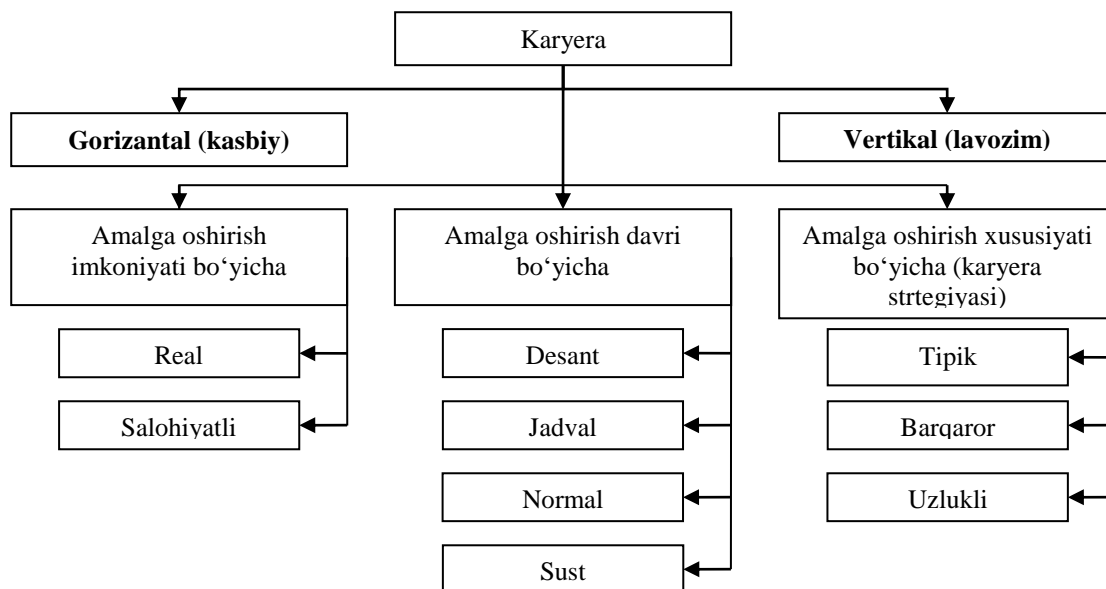 Karyera
Gorizantal (kasbiy)
Vertikal (lavozim)
Amalga oshirish
imkoniyati bo‘yicha
Amalga oshirish davri
bo‘yicha
Amalga oshirish xususiyati
bo‘yicha (karyera
strtegiyasi)
Real
Desant
Tipik
Salohiyatli
Jadval
Barqaror
Normal
Uzlukli
Sust